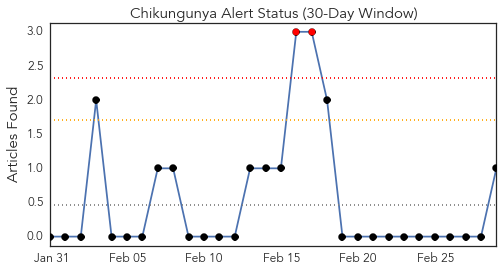 Chikungunya Alert Status (30-Day Window)
Articles Found
3.0
2.5
2.0
1.5
1.0
0.5
0.0
Jan 31 Feb 05 Feb 10 Feb 15 Feb 20 Feb 25